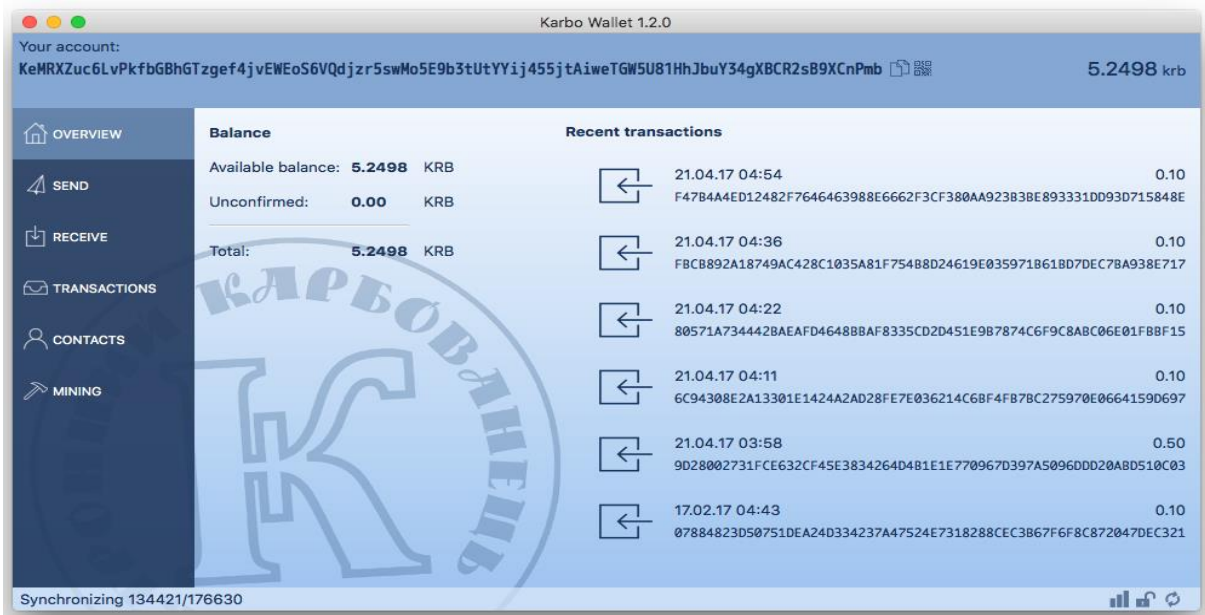 Karbo Wallet 1.2.0
Your account:
KeMRXZuc6LvPkfbGBhGTzgef4jvEWEoS6VQdjzr5swMo5E9b3tUtYYij455jtAiweTGW5U81HhJbuY34gXBCR2sB9XCnPmb
5.2498 krb
OVERVIEW
SEND
RECEIVE
TRANSACTIONS
CONTACTS
MINING
Balance
Available balance: 5.2498 KRB
Unconfirmed: 0.00 KRB
Total: 5.2498 KRB
КАРБОВАНЕЦЬ
К
Recent transactions
21.04.17 04:54 0.10
F47B4A4ED12482F7646463988E6662F3CF380AA923B3BE893331DD93D715848E
21.04.17 04:36 0.10
FBCB892A18749AC428C1035A81F754B8D24619E035971B61BD7DEC7BA938E717
21.04.17 04:22 0.10
80571A734442BAEAFD4648BBAF8335CD2D451E9B7874C6F9C8ABC06E01FBBF15
21.04.17 04:11 0.10
6C94308E2A13301E1424A2AD28FE7E036214C6BF4FB7BC275970E0664159D697
21.04.17 03:58 0.50
9D28002731FCE632CF45E3834264D4B1E1E770967D397A5096DDD20ABD510C03
17.02.17 04:43 0.10
07884823D50751DEA24D334237A47524E7318288CEC3B67F6F8C872047DEC321
Synchronizing 134421/176630